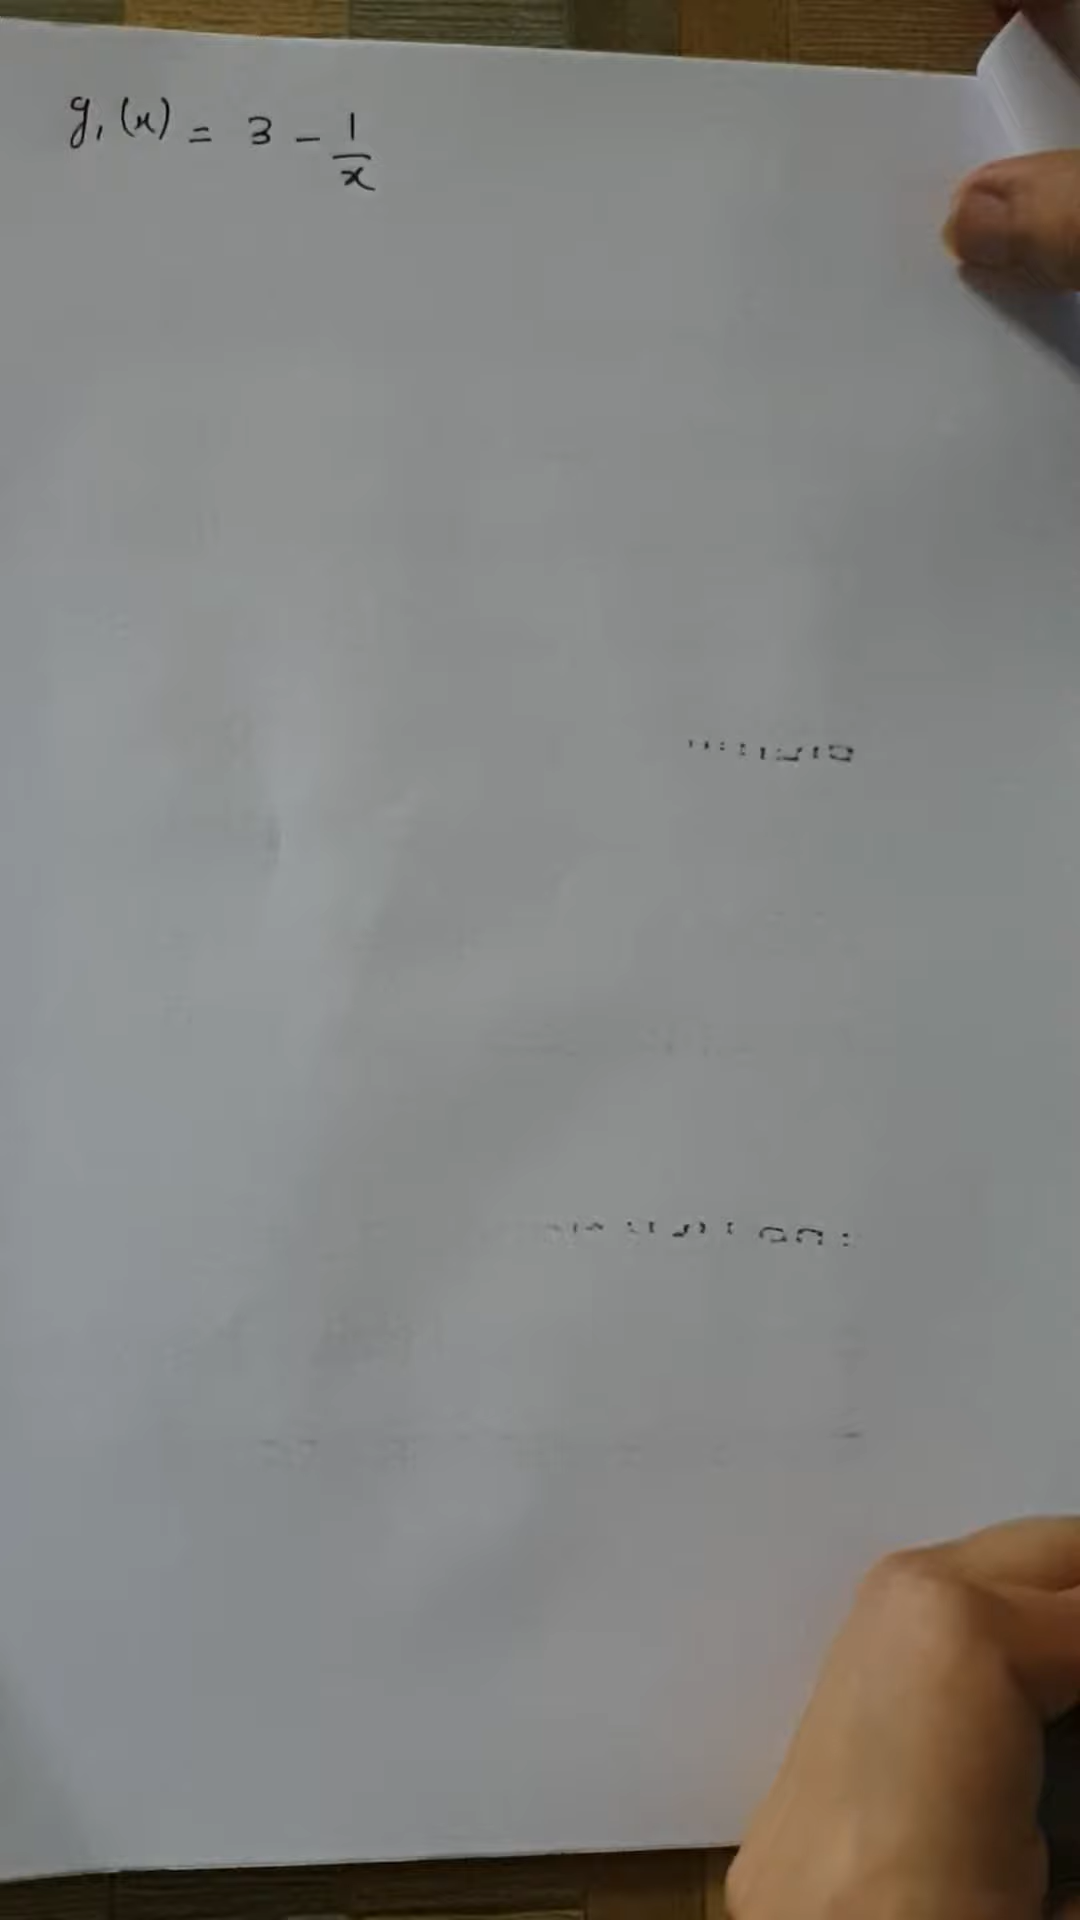 g₁(x) = 3 - 1/x